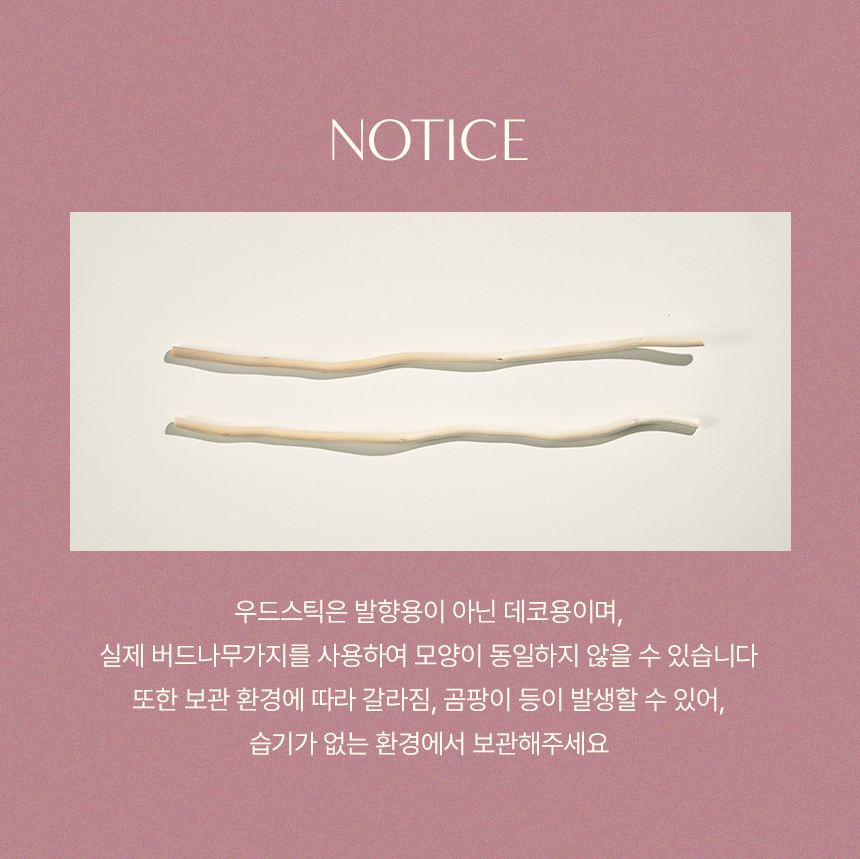 NOTICE
우드스틱은 발향용이 아닌 데코용이며,
실제 버드나무가지를 사용하여 모양이 동일하지 않을 수 있습니다
또한 보관 환경에 따라 갈라짐, 곰팡이 등이 발생할 수 있어,
습기가 없는 환경에서 보관해주세요